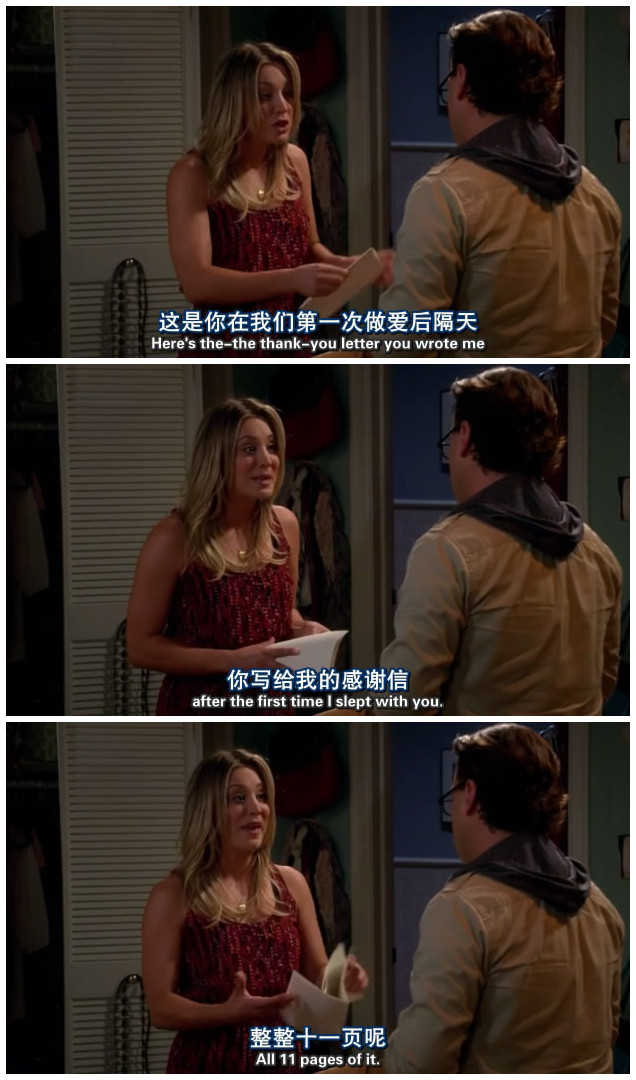 这是你在我们第一次做爱后隔天
Here's the-the thank-you letter you wrote me
你写给我的感谢信
after the first time I slept with you.
整整十一页呢
All 11 pages of it.